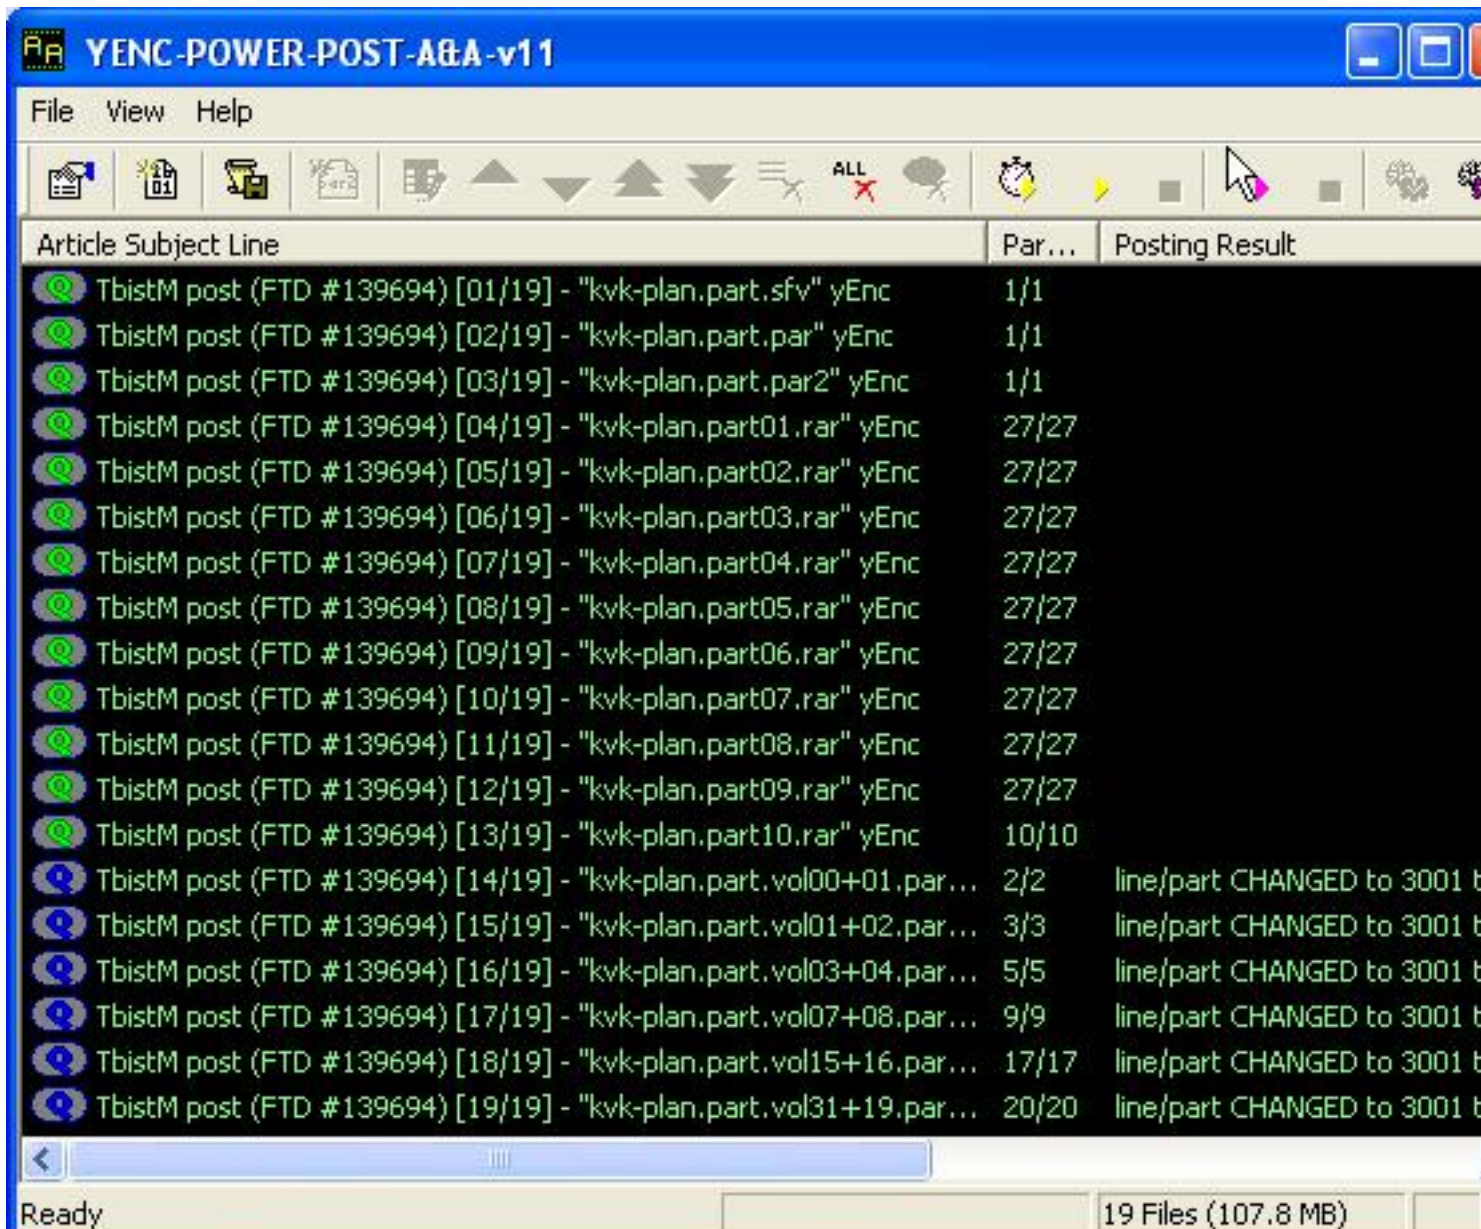 YENC-POWER-POST-A&A-v11
File View Help
ALL
Article Subject Line Par... Posting Result
TbistM post (FTD #139694) [01/19] - "kvk-plan.part.sfv" yEnc 1/1
TbistM post (FTD #139694) [02/19] - "kvk-plan.part.par" yEnc 1/1
TbistM post (FTD #139694) [03/19] - "kvk-plan.part.par2" yEnc 1/1
TbistM post (FTD #139694) [04/19] - "kvk-plan.part01.rar" yEnc 27/27
TbistM post (FTD #139694) [05/19] - "kvk-plan.part02.rar" yEnc 27/27
TbistM post (FTD #139694) [06/19] - "kvk-plan.part03.rar" yEnc 27/27
TbistM post (FTD #139694) [07/19] - "kvk-plan.part04.rar" yEnc 27/27
TbistM post (FTD #139694) [08/19] - "kvk-plan.part05.rar" yEnc 27/27
TbistM post (FTD #139694) [09/19] - "kvk-plan.part06.rar" yEnc 27/27
TbistM post (FTD #139694) [10/19] - "kvk-plan.part07.rar" yEnc 27/27
TbistM post (FTD #139694) [11/19] - "kvk-plan.part08.rar" yEnc 27/27
TbistM post (FTD #139694) [12/19] - "kvk-plan.part09.rar" yEnc 27/27
TbistM post (FTD #139694) [13/19] - "kvk-plan.part10.rar" yEnc 10/10
TbistM post (FTD #139694) [14/19] - "kvk-plan.part.vol00+01.par... 2/2 line/part CHANGED to 3001
TbistM post (FTD #139694) [15/19] - "kvk-plan.part.vol01+02.par... 3/3 line/part CHANGED to 3001
TbistM post (FTD #139694) [16/19] - "kvk-plan.part.vol03+04.par... 5/5 line/part CHANGED to 3001
TbistM post (FTD #139694) [17/19] - "kvk-plan.part.vol07+08.par... 9/9 line/part CHANGED to 3001
TbistM post (FTD #139694) [18/19] - "kvk-plan.part.vol15+16.par... 17/17 line/part CHANGED to 3001
TbistM post (FTD #139694) [19/19] - "kvk-plan.part.vol31+19.par... 20/20 line/part CHANGED to 3001
Ready 19 Files (107.8 MB)